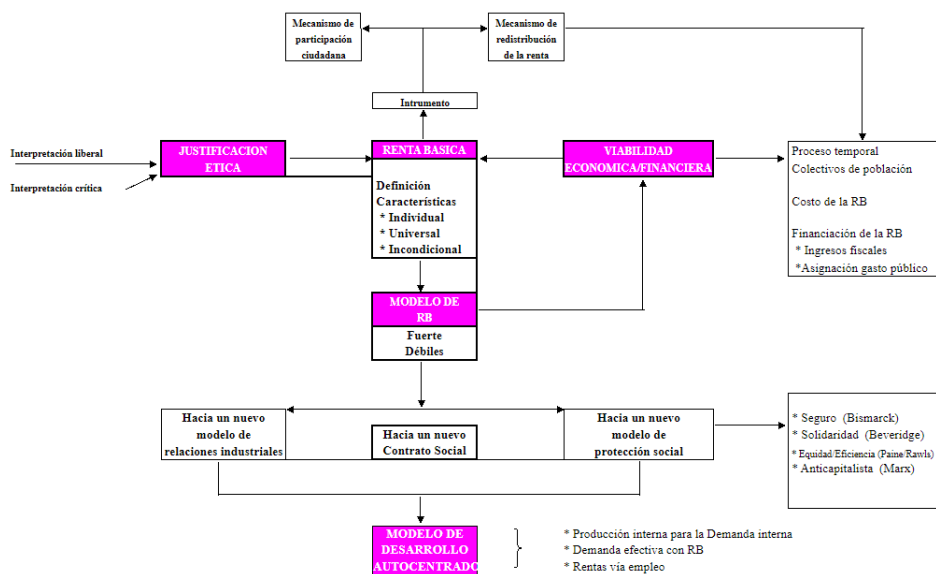 Mecanismo de
participación
ciudadana
Mecanismo de
redistribución
de la renta
Intrumento
Interpretación liberal
Interpretación crítica
JUSTIFICACION
ETICA
RENTA BASICA
Definición
Características
* Individual
* Universal
* Incondicional
VIABILIDAD
ECONOMICA/FINANCIERA
Proceso temporal
Colectivos de población
Costo de la RB
Financiación de la RB
* Ingresos fiscales
*Asignación gasto público
MODELO DE
RB
Fuerte
Débiles
Hacia un nuevo
modelo de
relaciones industriales
Hacia un nuevo
Contrato Social
Hacia un nuevo
modelo de
protección social
* Seguro (Bismarck)
* Solidaridad (Beveridge)
* Equidad/Eficiencia (Paine/Rawls)
* Anticapitalista (Marx)
MODELO DE
DESARROLLO
AUTOCENTRADO
* Producción interna para la Demanda interna
* Demanda efectiva con RB
* Rentas vía empleo